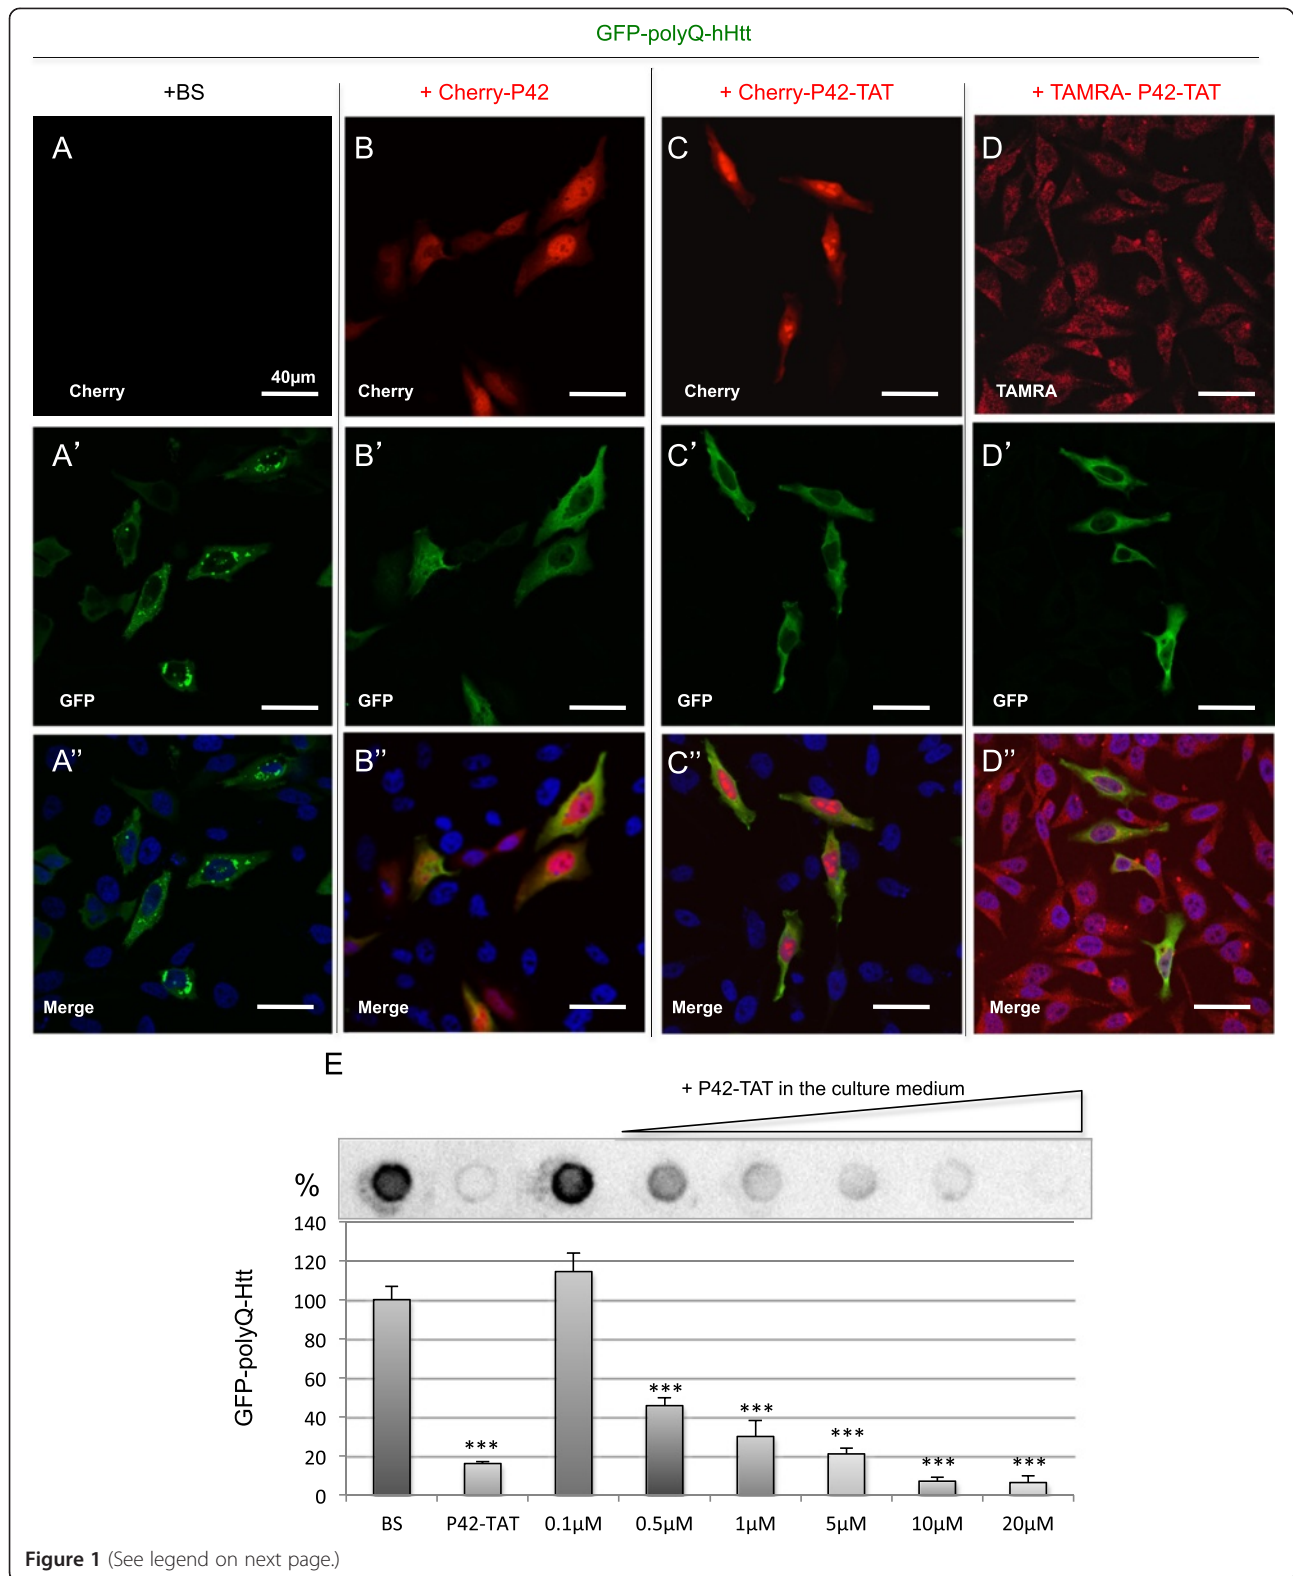 GFP-polyQ-hHtt
+BS
+ Cherry-P42
+ Cherry-P42-TAT
+ TAMRA- P42-TAT
A
B
C
D
40µm
Cherry
Cherry
Cherry
TAMRA
A'
B'
C'
D'
GFP
GFP
GFP
GFP
A''
B''
C''
D''
Merge
Merge
Merge
Merge
E
+ P42-TAT in the culture medium
%
140
120
100
80
60
40
20
0
GFP-polyQ-Htt
***
***
***
***
***
***
BS P42-TAT 0.1µM 0.5µM 1µM 5µM 10µM 20µM
Figure 1 (See legend on next page.)